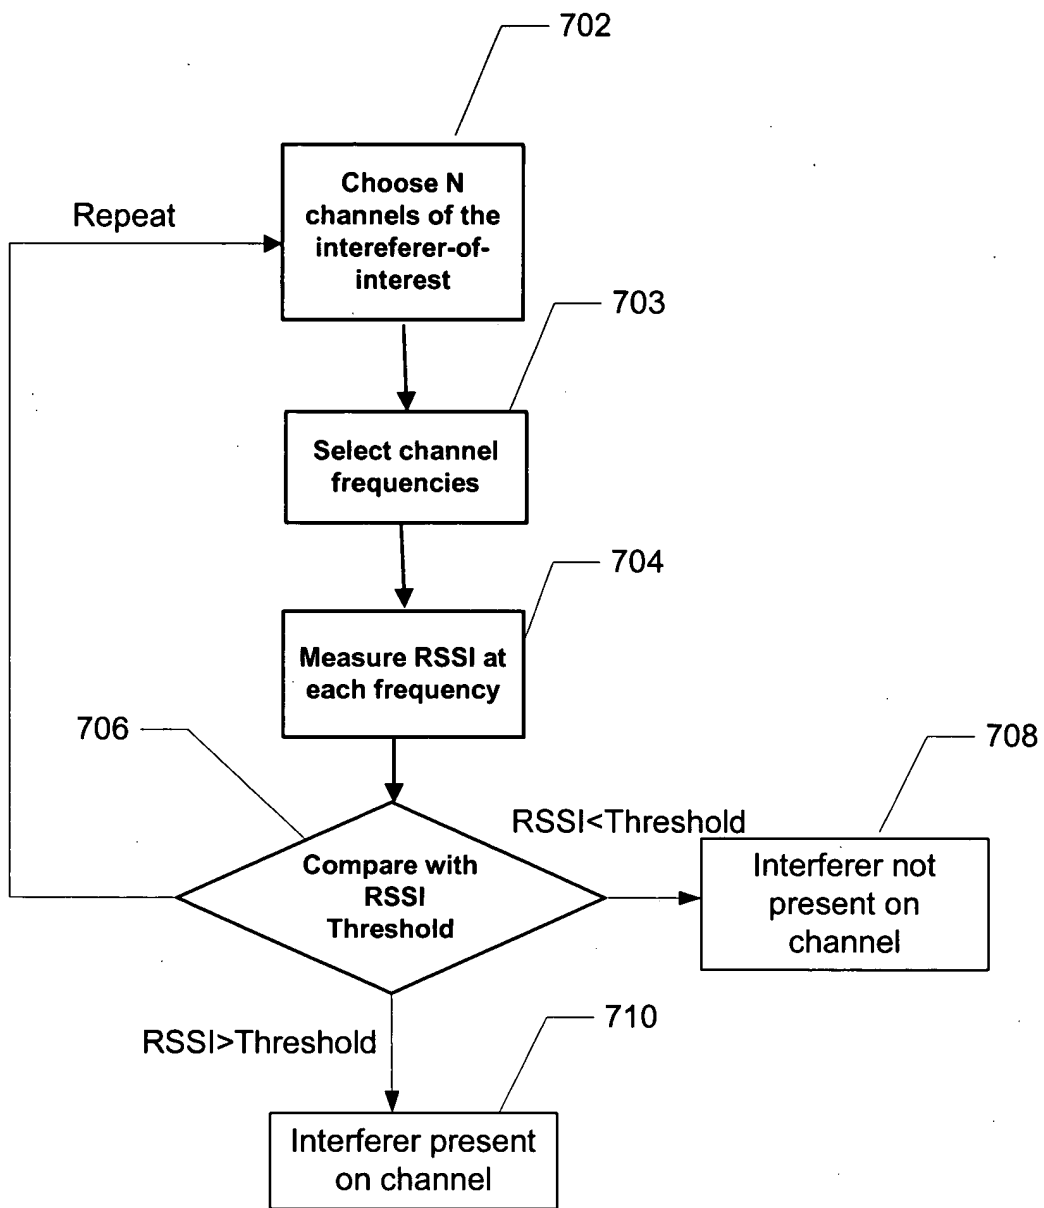 702
Choose N
channels of the
intereferer-of-
interest
Repeat
703
Select channel
frequencies
704
Measure RSSI at
each frequency
706
708
RSSI<Threshold
Compare with
RSSI
Threshold
Interferer not
present on
channel
710
RSSI>Threshold
Interferer present
on channel